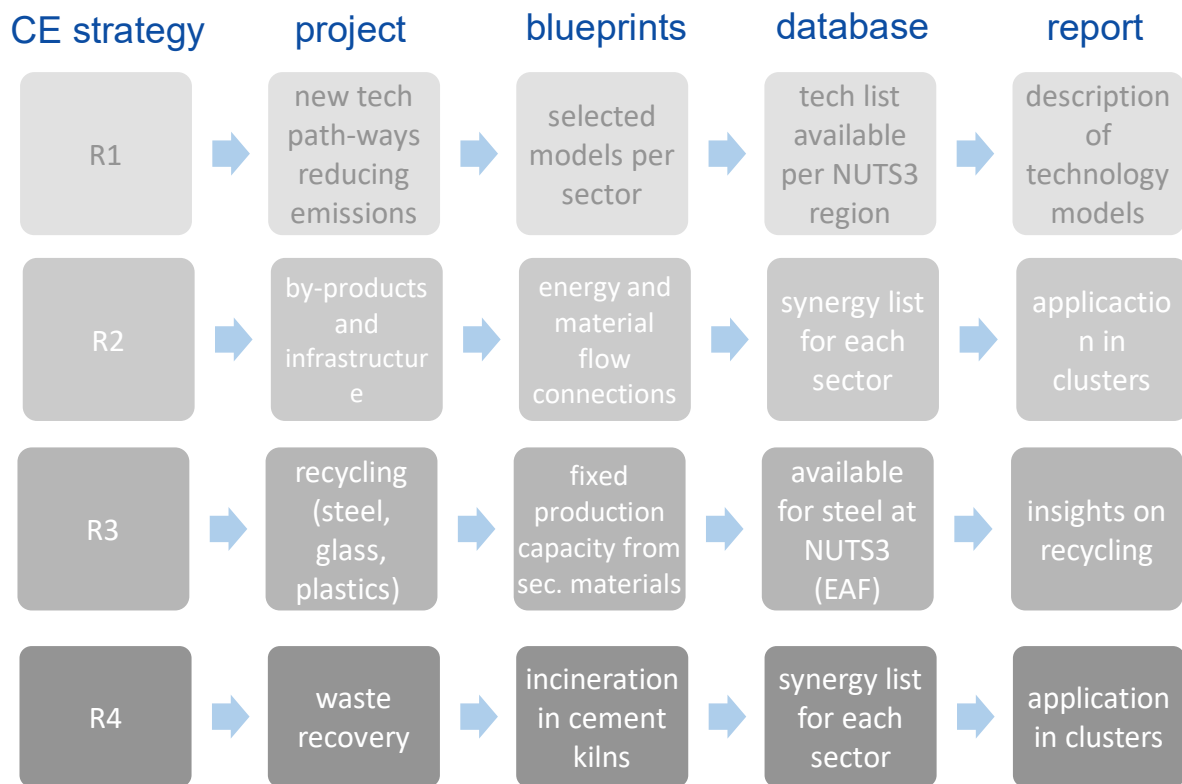 CE strategy
project
blueprints
database
report
R1
new tech
path-ways
reducing
emissions
selected
models per
sector
tech list
available
per NUTS3
region
description
of
technology
models
R2
by-products
and
infrastructur
e
energy and
material
flow
connections
synergy list
for each
sector
applicactio
n in
clusters
R3
recycling
(steel,
glass,
plastics)
fixed
production
capacity from
sec. materials
available
for steel at
NUTS3
(EAF)
insights on
recycling
R4
waste
recovery
incineration
in cement
kilns
synergy list
for each
sector
application
in clusters